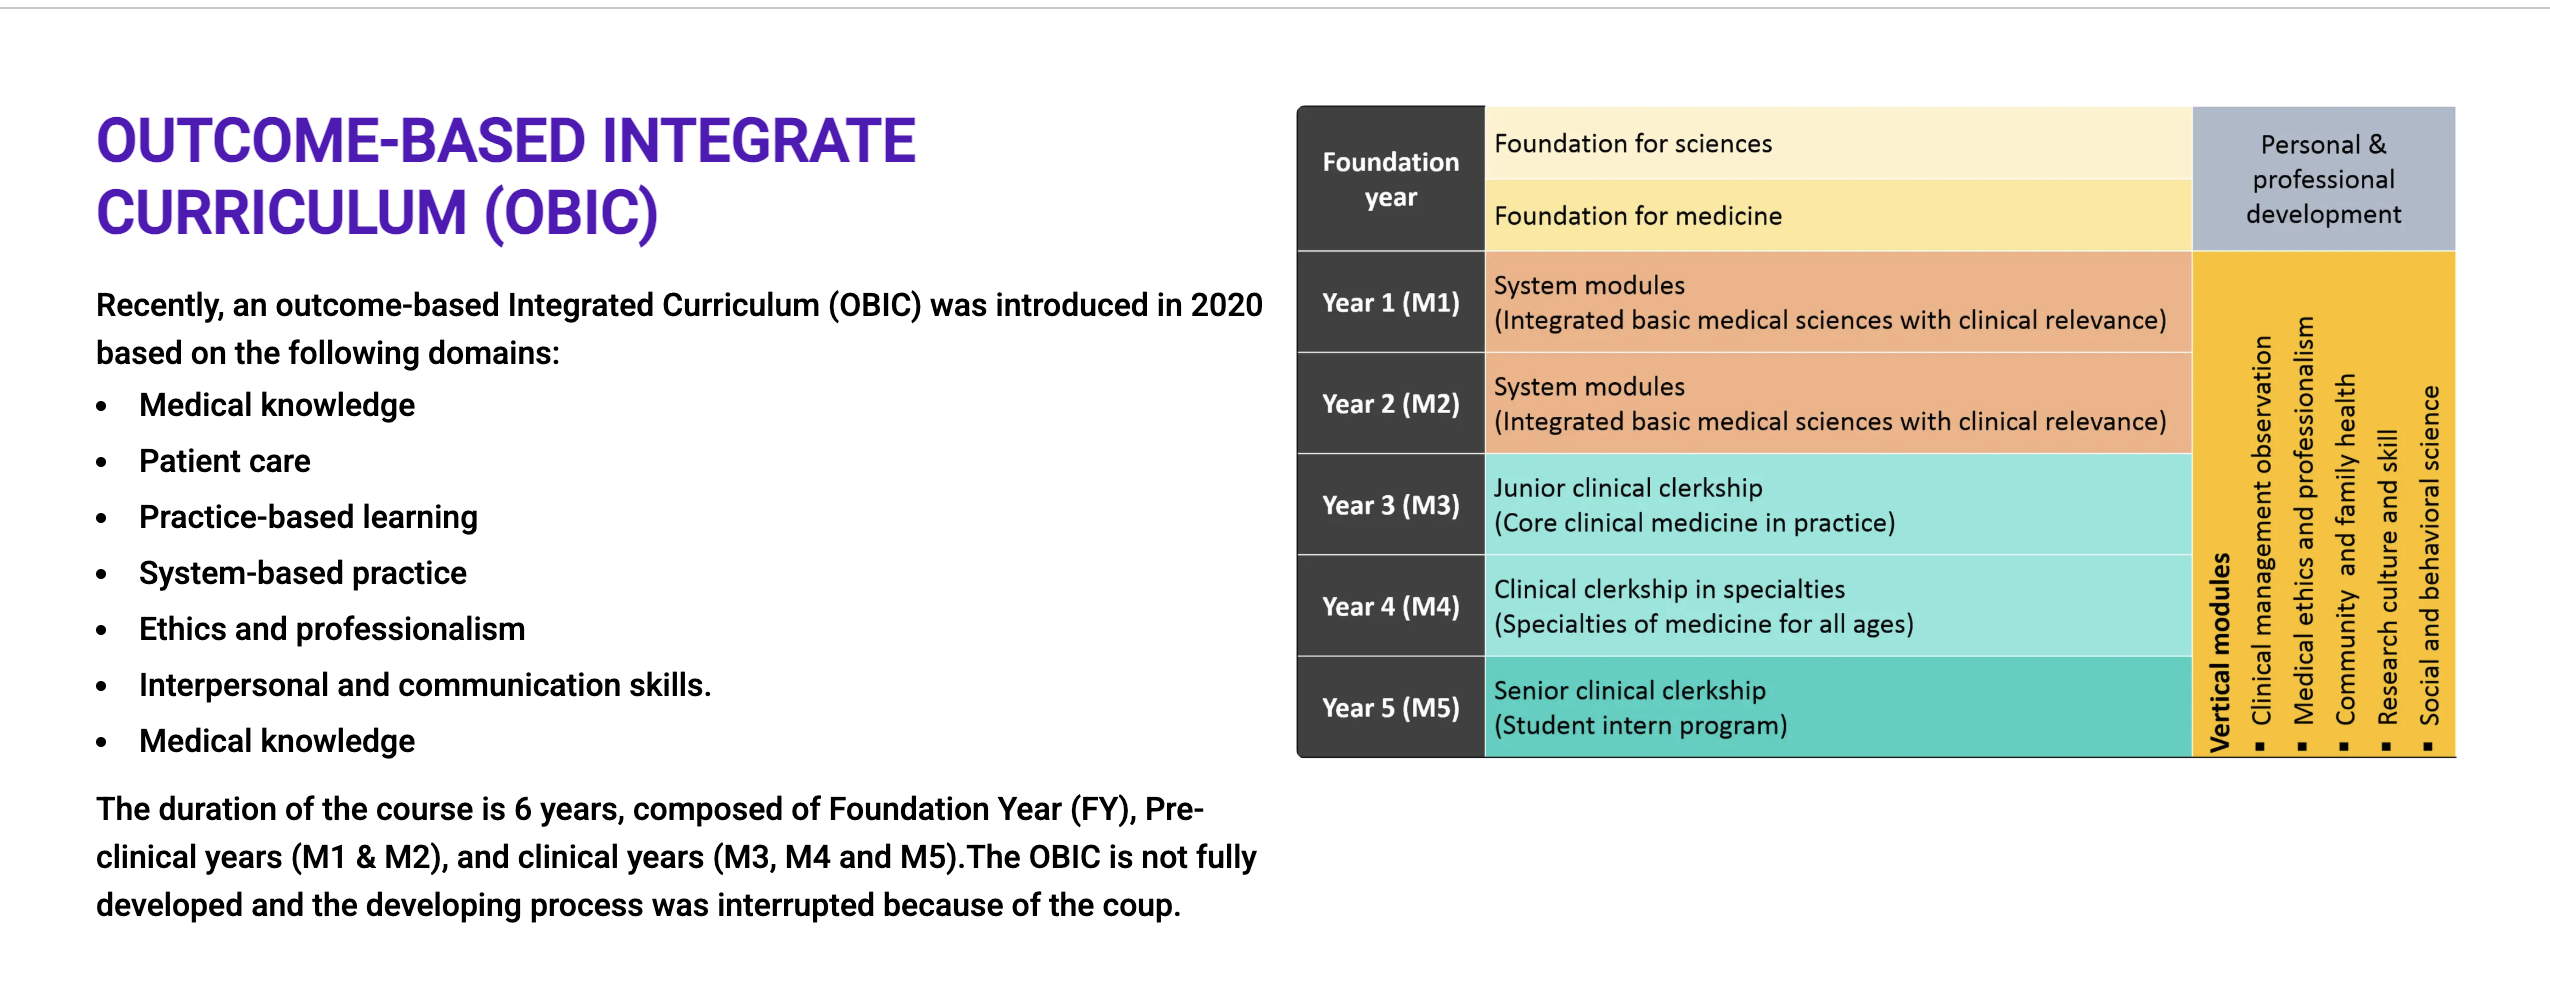 OUTCOME-BASED INTEGRATE
CURRICULUM (OBIC)
Recently, an outcome-based Integrated Curriculum (OBIC) was introduced in 2020
based on the following domains:
• Medical knowledge
• Patient care
• Practice-based learning
• System-based practice
• Ethics and professionalism
• Interpersonal and communication skills.
• Medical knowledge
The duration of the course is 6 years, composed of Foundation Year (FY), Pre-
clinical years (M1 & M2), and clinical years (M3, M4 and M5).The OBIC is not fully
developed and the developing process was interrupted because of the coup.
Foundation
year
Foundation for sciences
Foundation for medicine
Personal &
professional
development
Year 1 (M1)
System modules
(Integrated basic medical sciences with clinical relevance)
Year 2 (M2)
System modules
(Integrated basic medical sciences with clinical relevance)
Year 3 (M3)
Junior clinical clerkship
(Core clinical medicine in practice)
Year 4 (M4)
Clinical clerkship in specialties
(Specialties of medicine for all ages)
Year 5 (M5)
Senior clinical clerkship
(Student intern program)
Vertical modules
▪ Clinical management observation
▪ Medical ethics and professionalism
▪ Community and family health
▪ Research culture and skill
▪ Social and behavioral science